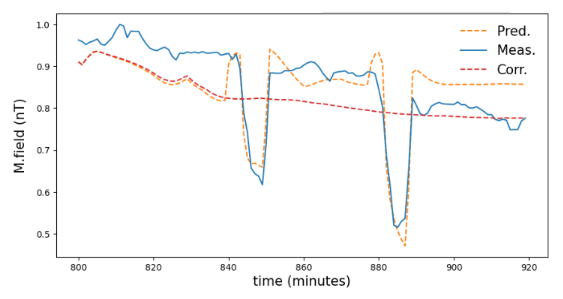 1.0
0.9
0.8
0.7
0.6
0.5
M.field (nT)
Pred.
Meas.
Corr.
800 820 840 860 880 900 920
time (minutes)